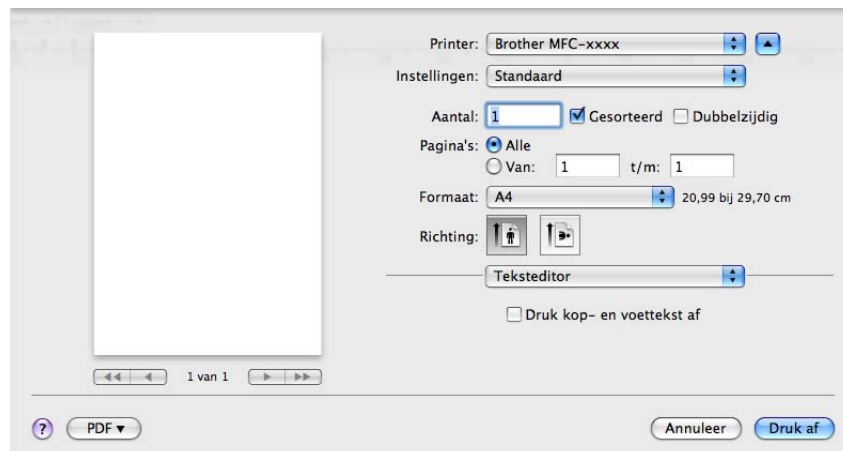 Printer: Brother MFC-xxxx
Instellingen: Standaard
Aantal: 1 Gesorteerd Dubbelzijdig
Pagina's: Alle
Van: 1 t/m: 1
Formaat: A4 20,99 bij 29,70 cm
Richting:
Teksteditor
Druk kop- en voettekst af
1 van 1
? PDF Annuleer Druk af